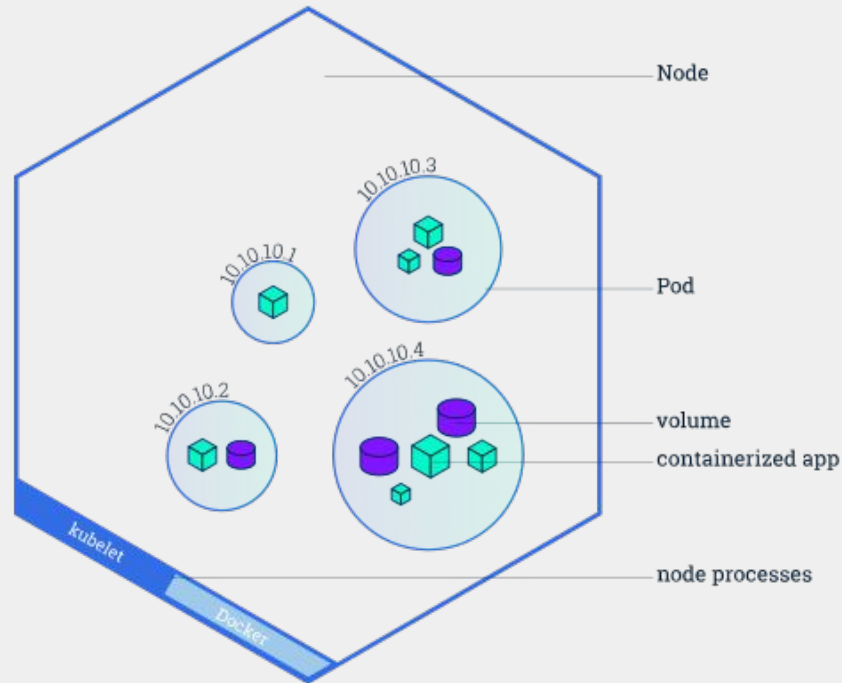 Node
10.10.10.3
10.10.10.1
Pod
10.10.10.4
10.10.10.2
volume
containerized app
kubelet
node processes
Docker